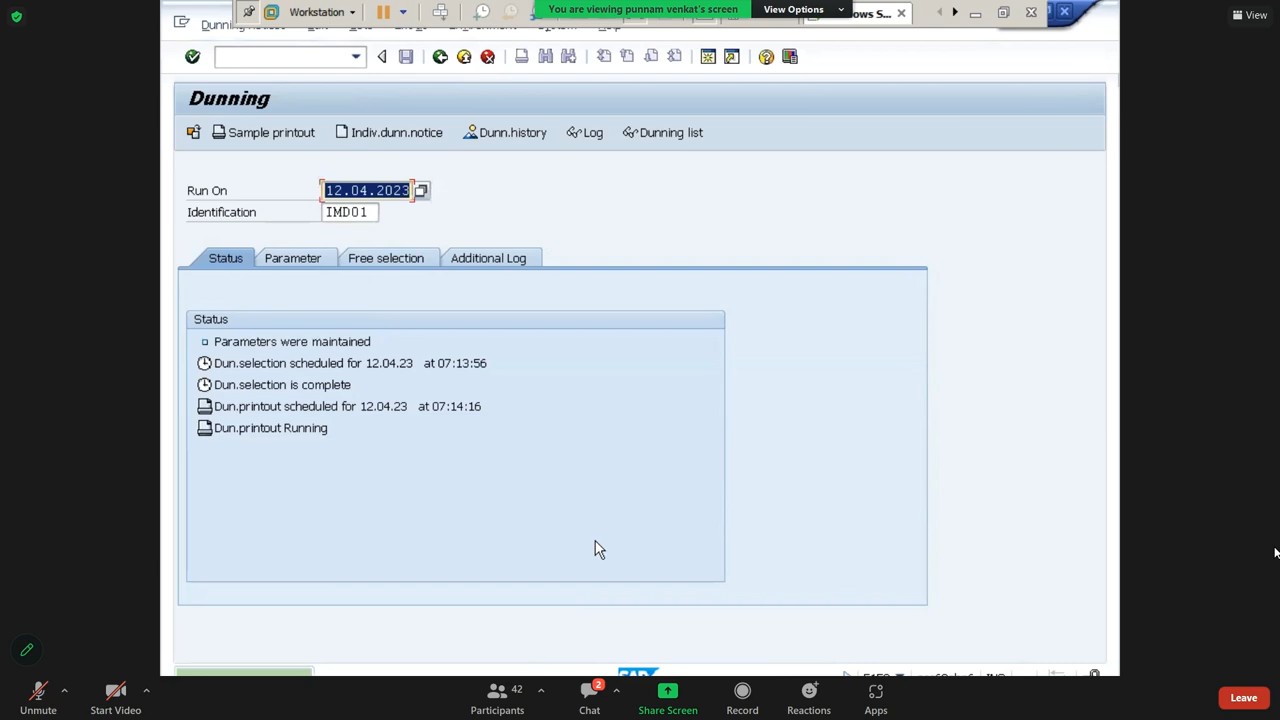 Workstation
You are viewing punnam venkat's screen
View Options
ows S...
View
Dunning
Sample printout
Indiv.dunn.notice
Dunn.history
Log
Dunning list
Run On
12.04.2023
Identification
IMD01
Status
Parameter
Free selection
Additional Log
Status
Parameters were maintained
Dun.selection scheduled for 12.04.23 at 07:13:56
Dun.selection is complete
Dun.printout scheduled for 12.04.23 at 07:14:16
Dun.printout Running
SAP
Unmute
Start Video
Participants
42
Chat
2
Share Screen
Record
Reactions
Apps
Leave